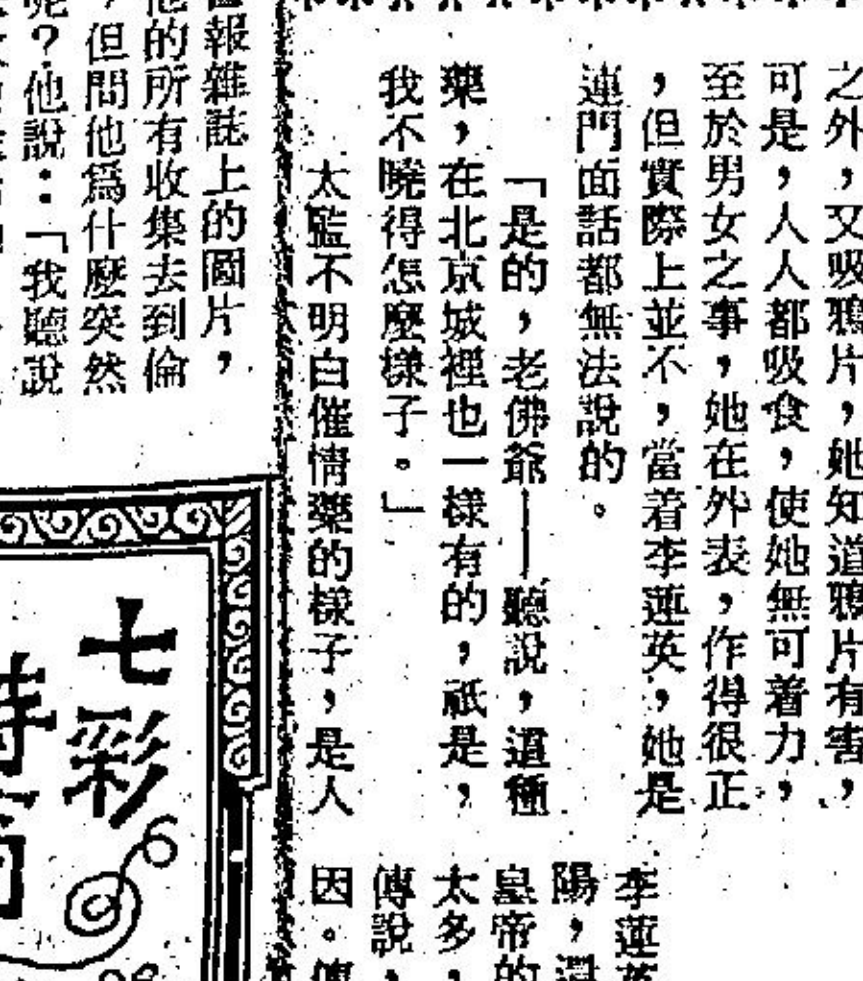 之外，又吸鴉片，她知道鴉片有害，
可是，人人都吸食，使她無可着力，
至於男女之事，她在外表，作得很正
，但實際上並不，當着李蓮英，她是
連門面話都無法說的。
「是的，老佛爺——聽說，這種
藥，在北京城裡也一樣有的，祇是，
我不曉得怎麼樣子。」
太監不明白催情藥的樣子，是人
李蓮英
陽，還
皇帝的
太多，
傳說，
因。傳
報雜誌上的圖片，
的所有收集去到倫
，但問他爲什麼突然
呢？他說：「我聽說
七彩